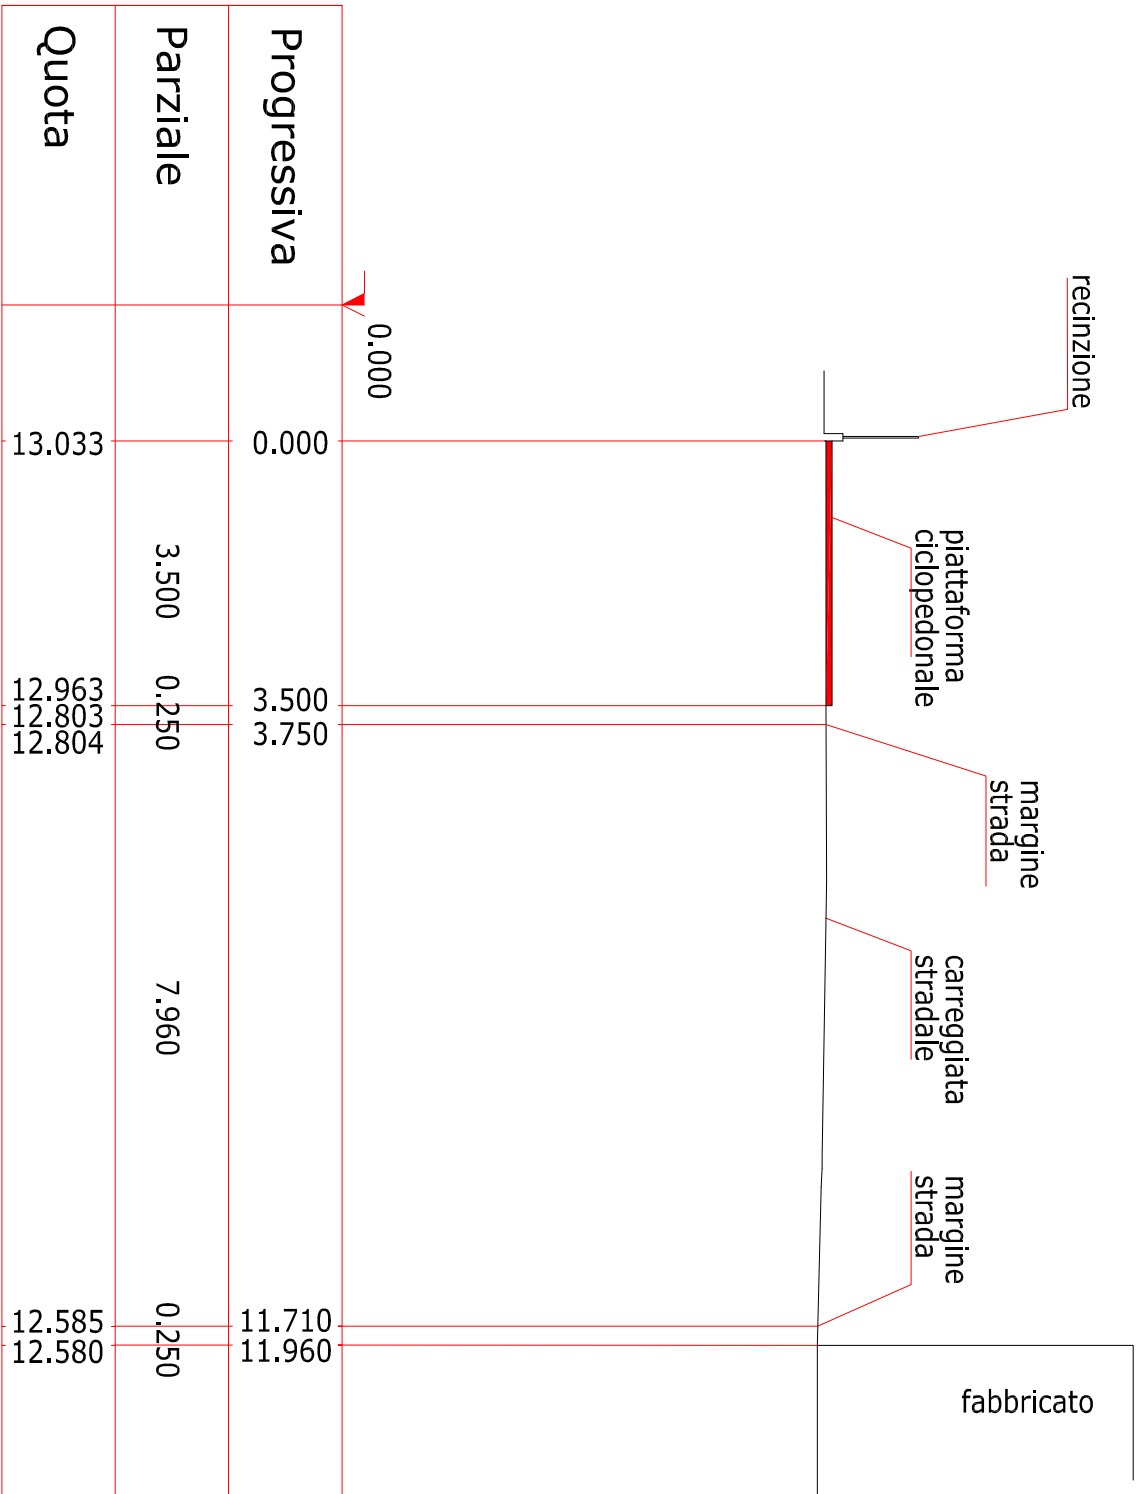 recinzione
piattaforma
ciclopedonale
margine
strada
carreggiata
stradale
margine
strada
fabbricato
0.000
Progressiva
0.000
3.500
3.750
11.710
11.960
Parziale
3.500
0.250
7.960
0.250
Quota
13.033
12.963
12.803
12.804
12.585
12.580